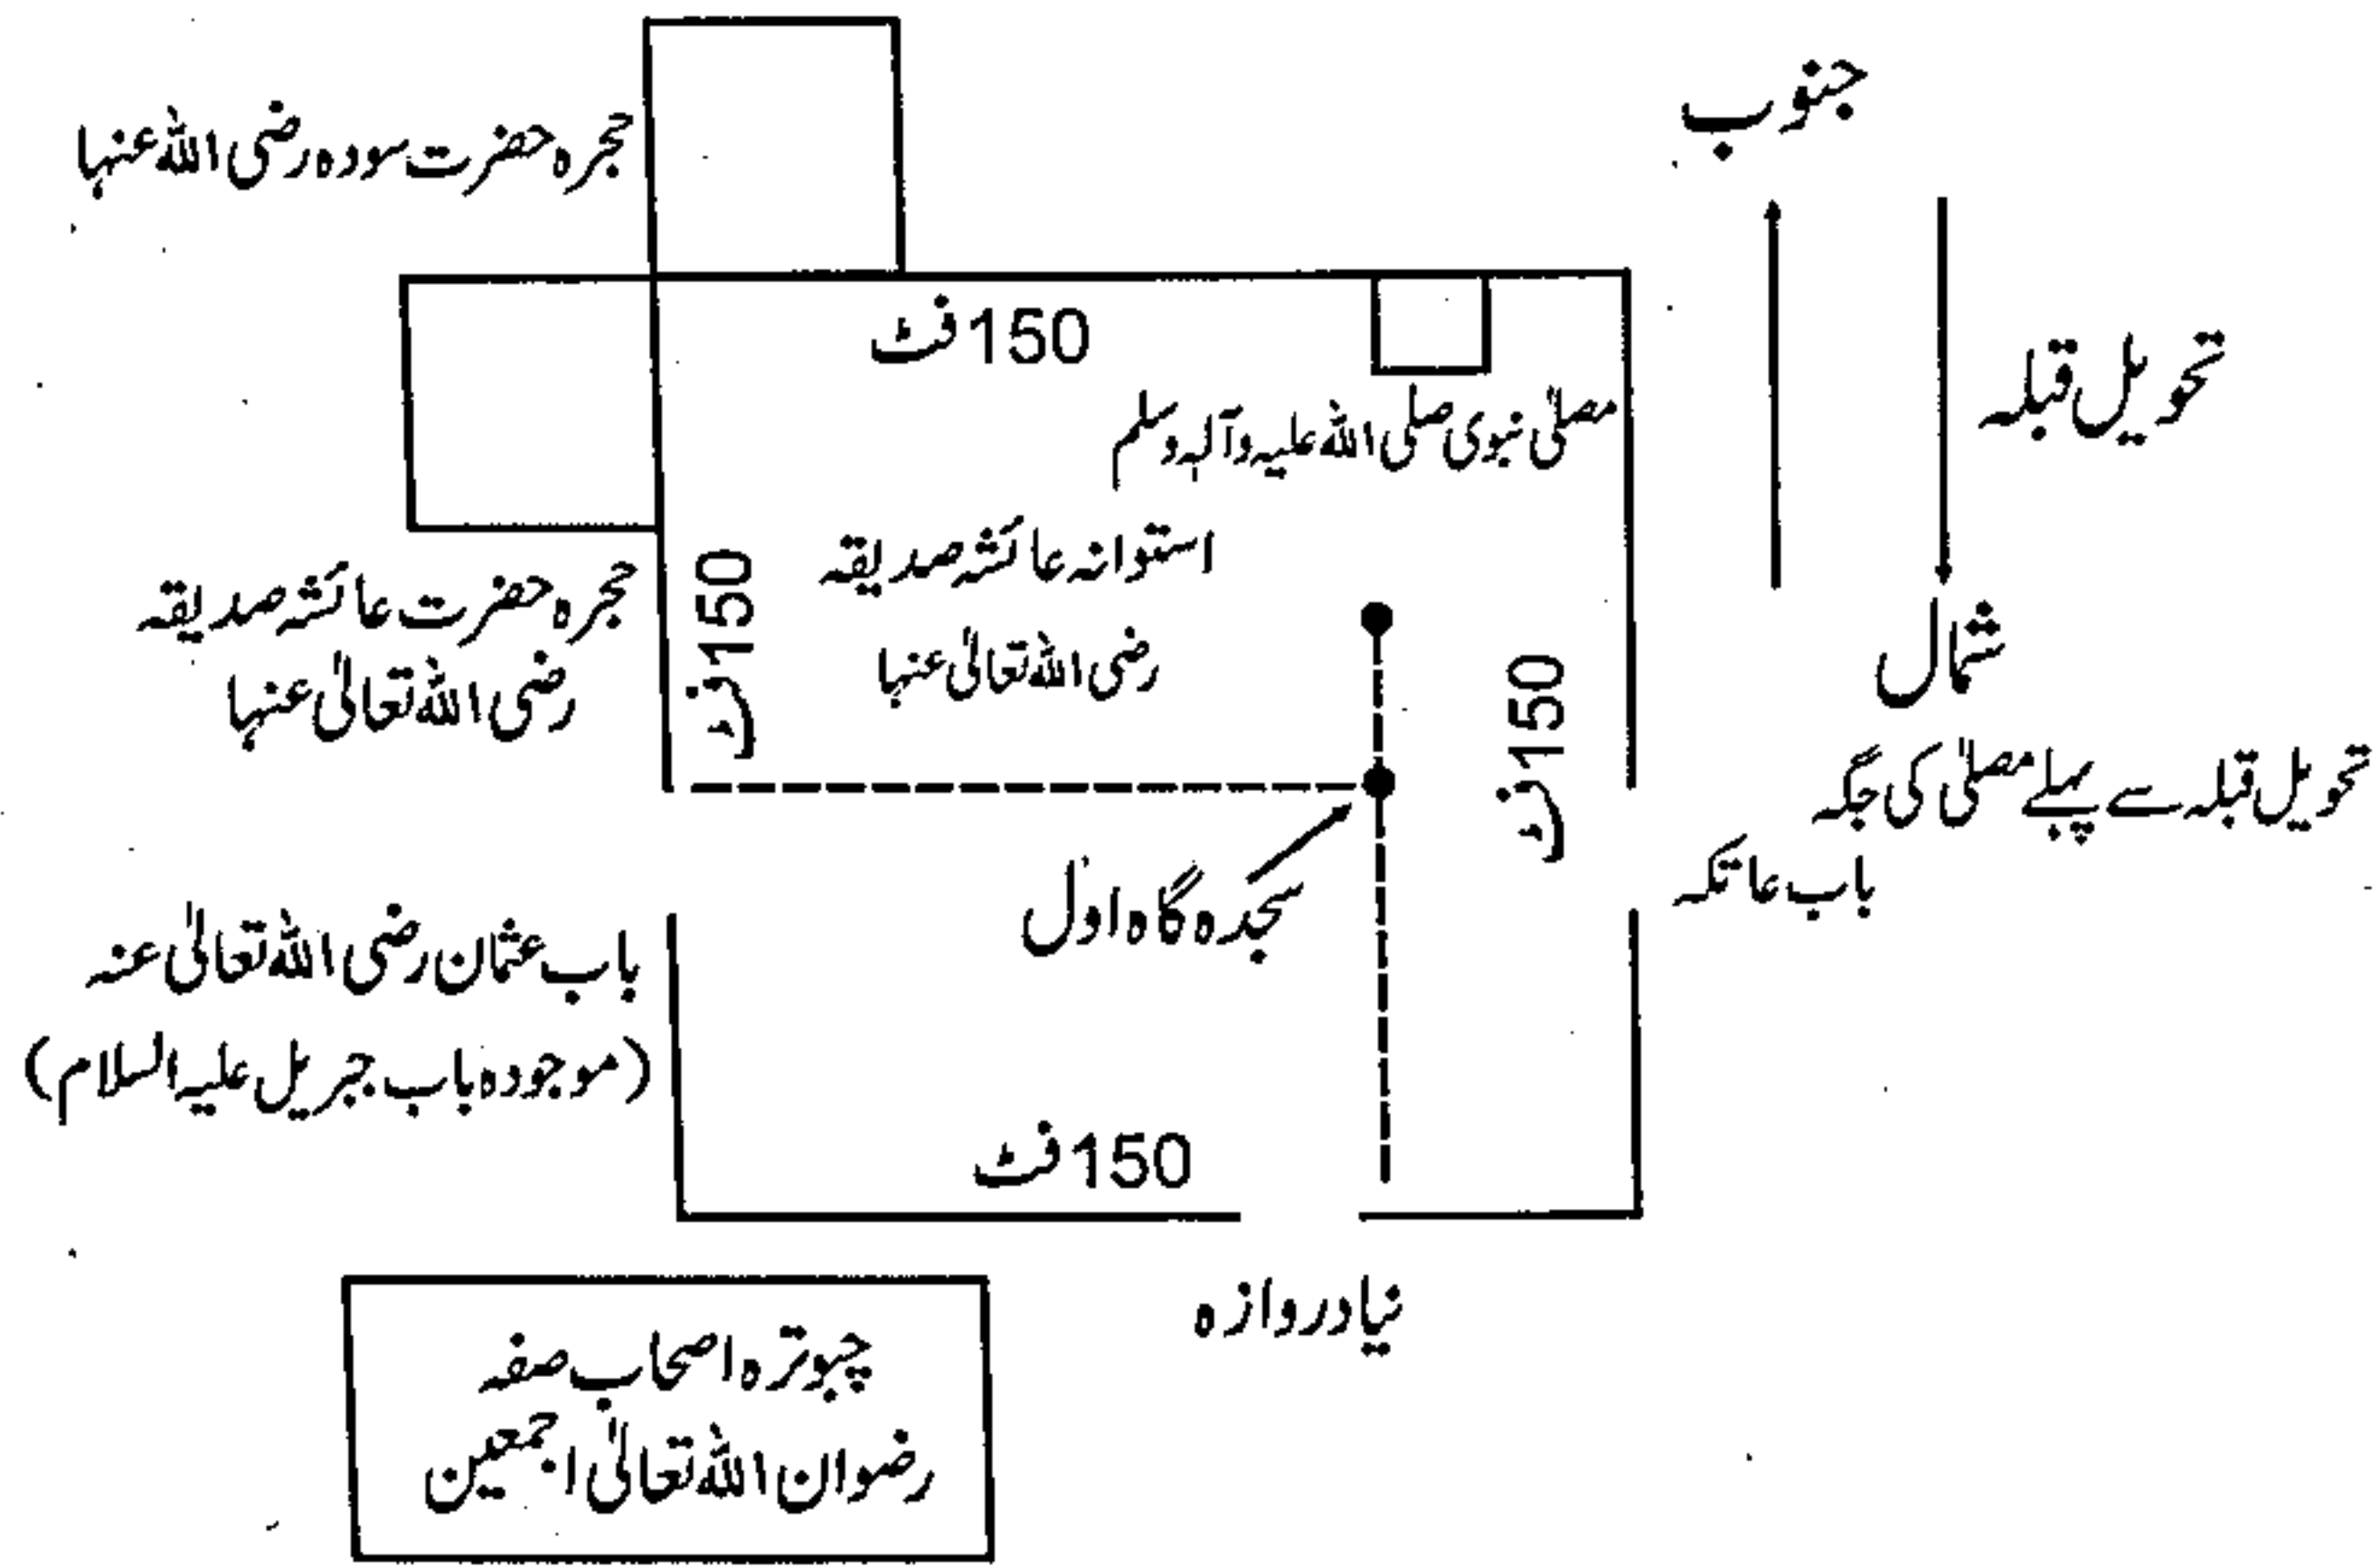 جنوب
حجرہ حضرت سودہ رضی اللہ عنہا
150 فٹ
تحویل قبلہ
مصلّی نبوی صلی اللہ علیہ وآلہ وسلم
استوانہ عائشہ صدیقہ
رضی اللہ تعالیٰ عنہا
حجرہ حضرت عائشہ صدیقہ
رضی اللہ تعالیٰ عنہا
150 فٹ
150 فٹ
شمال
تحویل قبلہ سے پہلے مصلیٰ کی جگہ
باب عاتکہ
سجدہ گاہ اوّل
باب عثمان رضی اللہ تعالیٰ عنہ
(موجودہ باب جبریل علیہ السلام)
150 فٹ
نیا دروازہ
چبوترہ اصحاب صفہ
رضوان اللہ تعالیٰ اجمعین